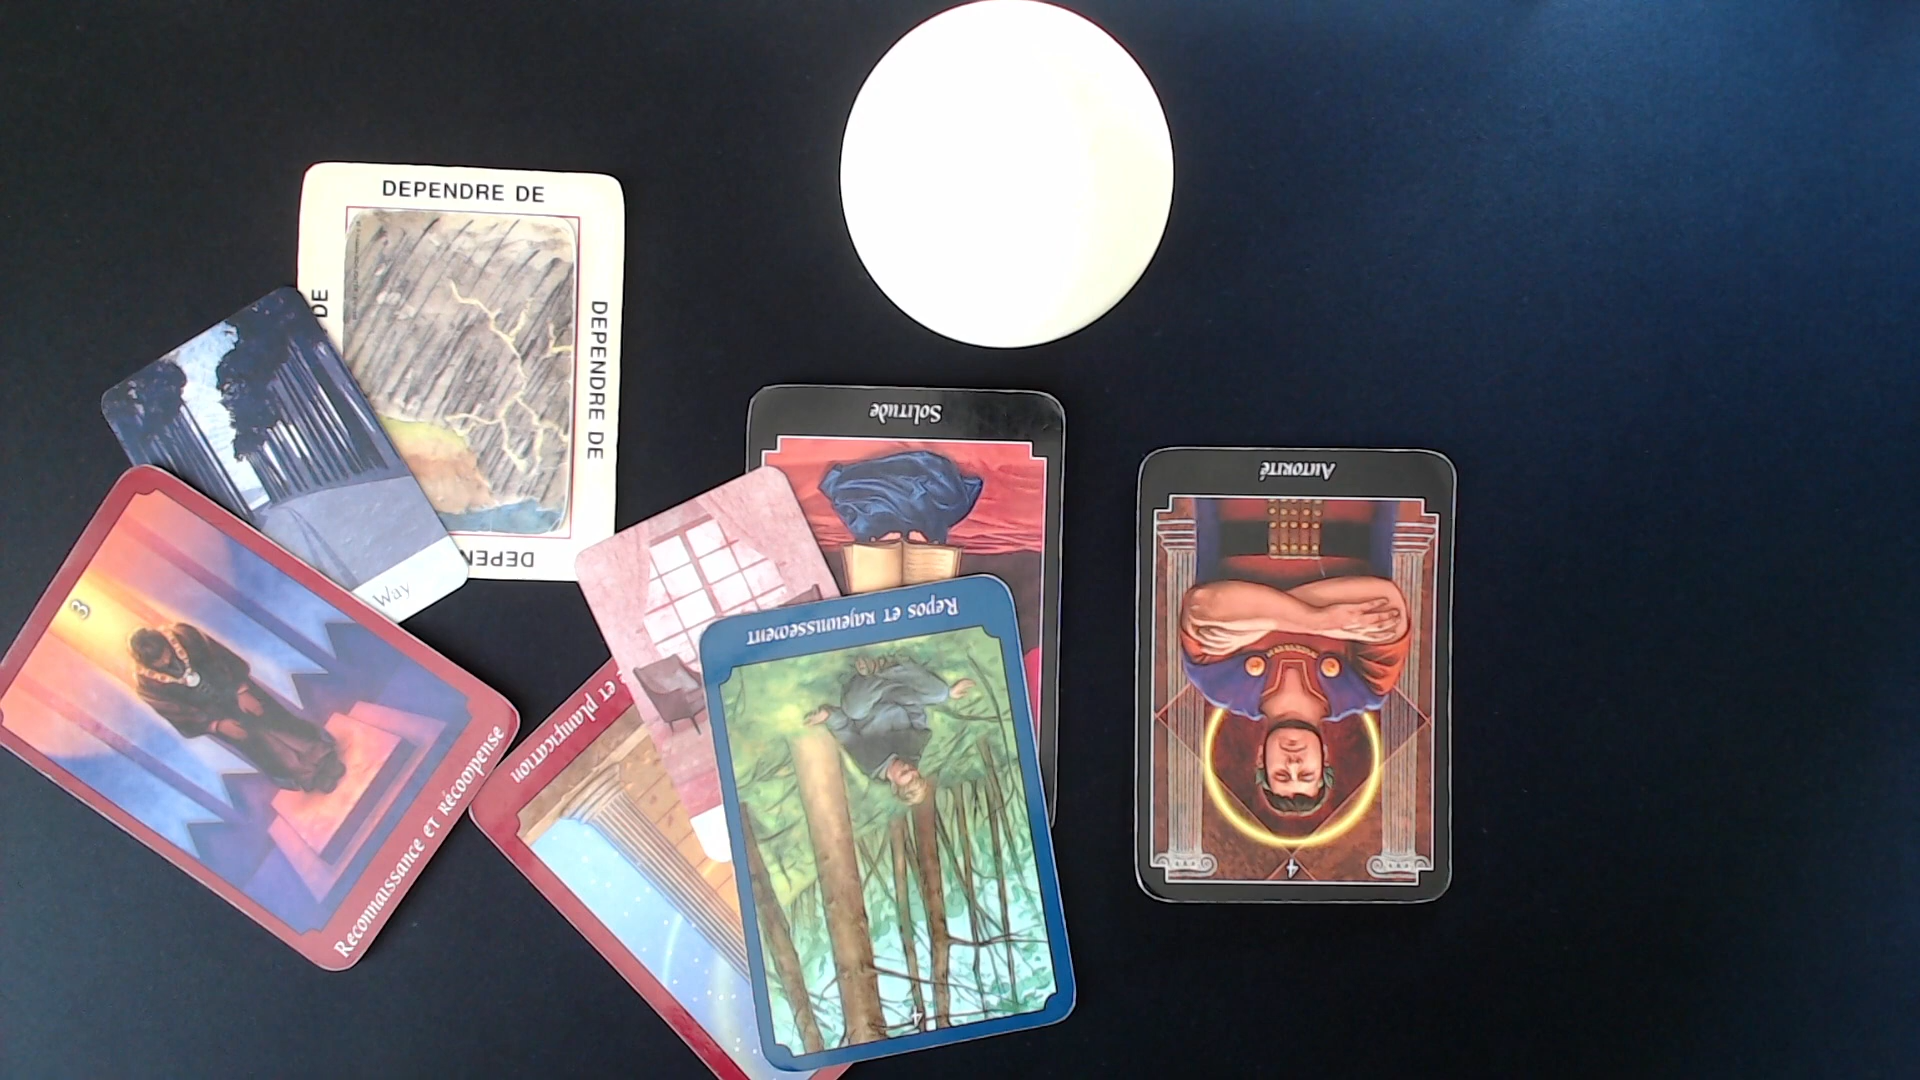 DEPENDRE DE
DEPENDRE DE
DE
DEPEN
Way
3
Reconnaissance et récompense
et planification
Solitude
Repos et rajeunissement
4
Autorité
4